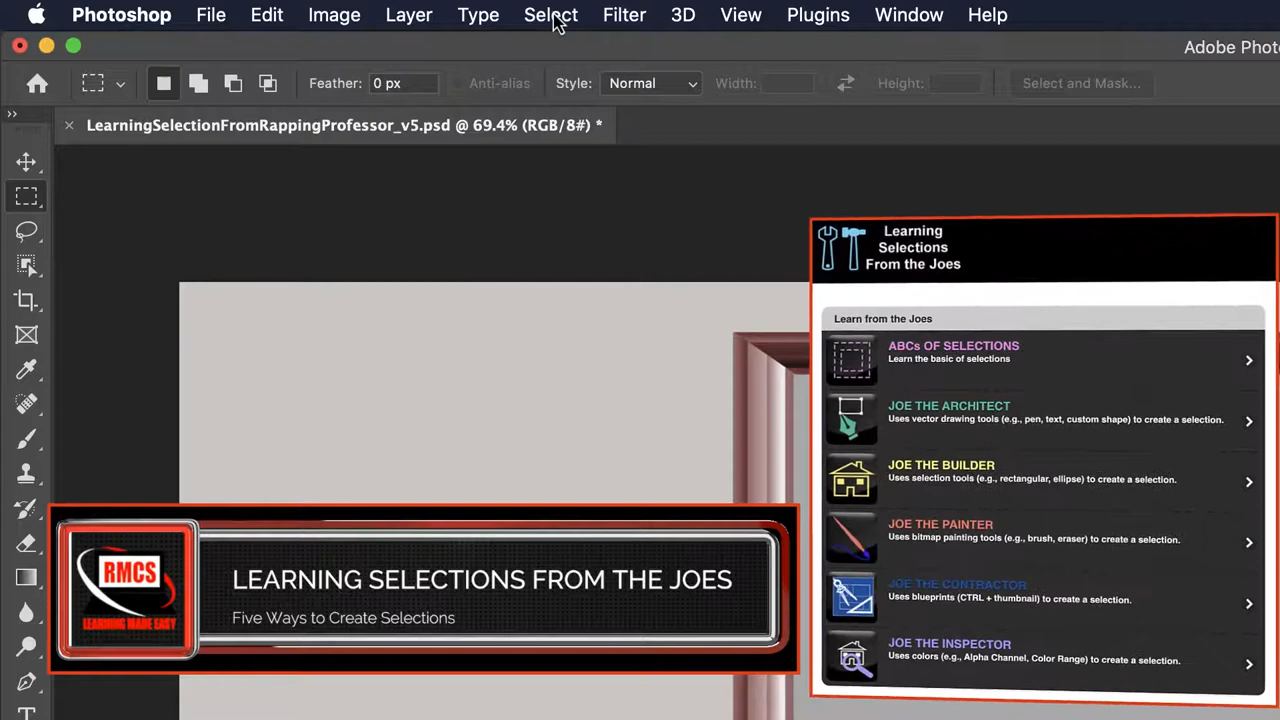 Photoshop File Edit Image Layer Type Select Filter 3D View Plugins Window Help
Adobe Phot
Feather: 0 px Anti-alias Style: Normal Width: Height: Select and Mask...
LearningSelectionFromRappingProfessor_v5.psd @ 69.4% (RGB/8#) *
Learning
Selections
From the Joes
Learn from the Joes
ABCs OF SELECTIONS
Learn the basic of selections
JOE THE ARCHITECT
Uses vector drawing tools (e.g., pen, text, custom shape) to create a selection.
JOE THE BUILDER
Uses selection tools (e.g., rectangular, ellipse) to create a selection.
JOE THE PAINTER
Uses bitmap painting tools (e.g., brush, eraser) to create a selection.
JOE THE CONTRACTOR
Uses blueprints (CTRL + thumbnail) to create a selection.
JOE THE INSPECTOR
Uses colors (e.g., Alpha Channel, Color Range) to create a selection.
RMCS
LEARNING MADE EASY
LEARNING SELECTIONS FROM THE JOES
Five Ways to Create Selections